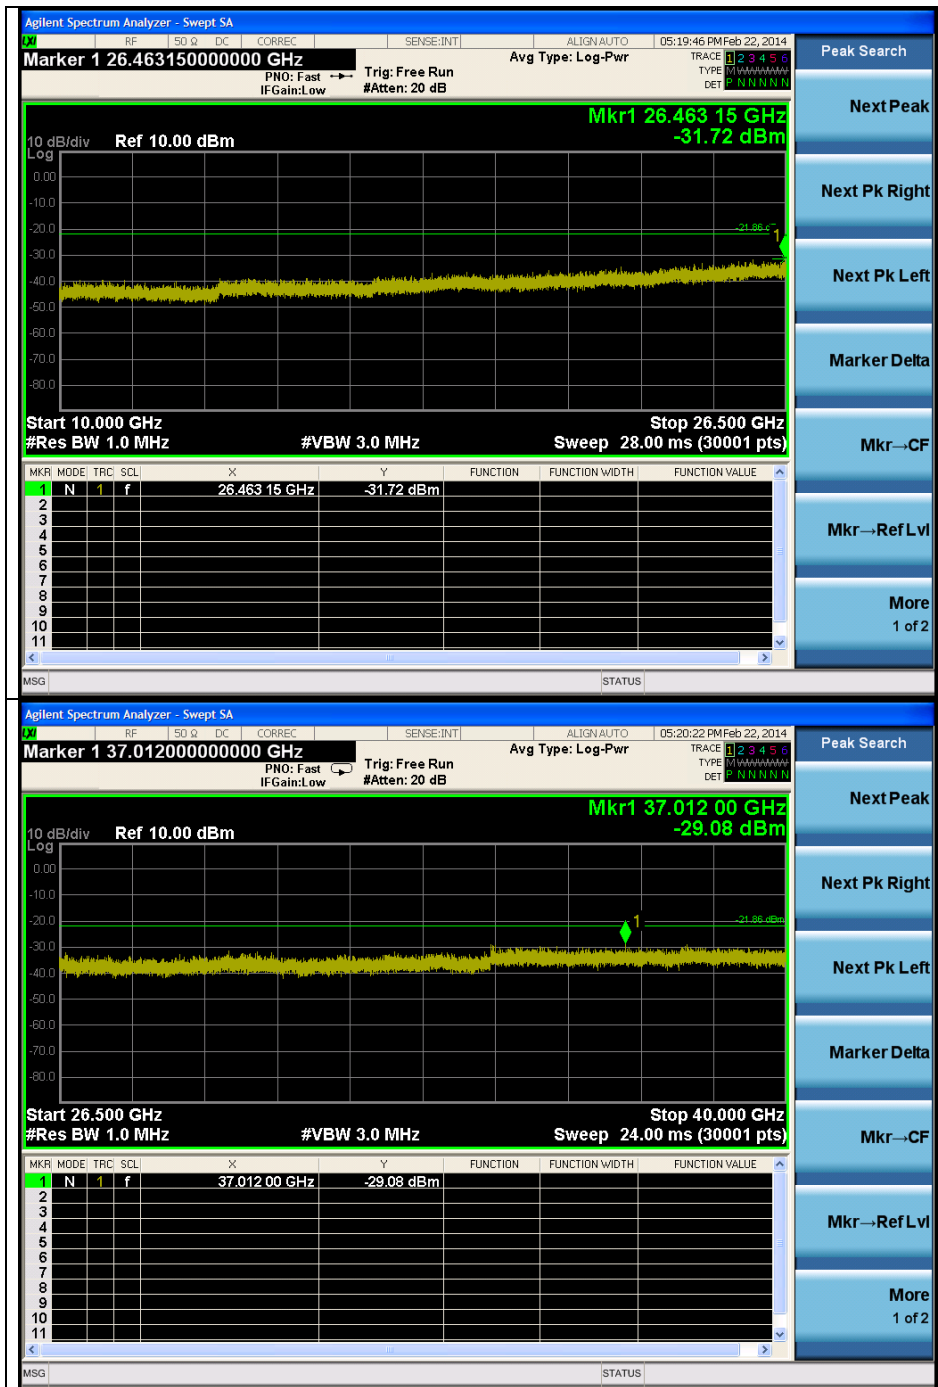 Agilent Spectrum Analyzer - Swept SA
LXI RF 50 Ω DC CORREC SENSE:INT ALIGN AUTO 05:19:46 PM Feb 22, 2014
Marker 1 26.463150000000 GHz
PNO: Fast
IFGain:Low
Trig: Free Run
#Atten: 20 dB
Avg Type: Log-Pwr
TRACE 1 2 3 4 5 6
TYPE M WWWWW
DET P N N N N N
Mkr1 26.463 15 GHz
-31.72 dBm
10 dB/div Ref 10.00 dBm
Log
0.00
-10.0
-20.0
-21.86
1
-30.0
-40.0
-50.0
-60.0
-70.0
-80.0
Start 10.000 GHz Stop 26.500 GHz
#Res BW 1.0 MHz #VBW 3.0 MHz Sweep 28.00 ms (30001 pts)
MKR MODE TRC SCL X Y FUNCTION FUNCTION WIDTH FUNCTION VALUE
1 N 1 f 26.463 15 GHz -31.72 dBm
2
3
4
5
6
7
8
9
10
11
MSG STATUS
Peak Search
Next Peak
Next Pk Right
Next Pk Left
Marker Delta
Mkr→CF
Mkr→Ref Lvl
More
1 of 2
Agilent Spectrum Analyzer - Swept SA
LXI RF 50 Ω DC CORREC SENSE:INT ALIGN AUTO 05:20:22 PM Feb 22, 2014
Marker 1 37.012000000000 GHz
PNO: Fast
IFGain:Low
Trig: Free Run
#Atten: 20 dB
Avg Type: Log-Pwr
TRACE 1 2 3 4 5 6
TYPE M WWWWW
DET P N N N N N
Mkr1 37.012 00 GHz
-29.08 dBm
10 dB/div Ref 10.00 dBm
Log
0.00
-10.0
-20.0
1
-21.86 dBm
-30.0
-40.0
-50.0
-60.0
-70.0
-80.0
Start 26.500 GHz Stop 40.000 GHz
#Res BW 1.0 MHz #VBW 3.0 MHz Sweep 24.00 ms (30001 pts)
MKR MODE TRC SCL X Y FUNCTION FUNCTION WIDTH FUNCTION VALUE
1 N 1 f 37.012 00 GHz -29.08 dBm
2
3
4
5
6
7
8
9
10
11
MSG STATUS
Peak Search
Next Peak
Next Pk Right
Next Pk Left
Marker Delta
Mkr→CF
Mkr→Ref Lvl
More
1 of 2